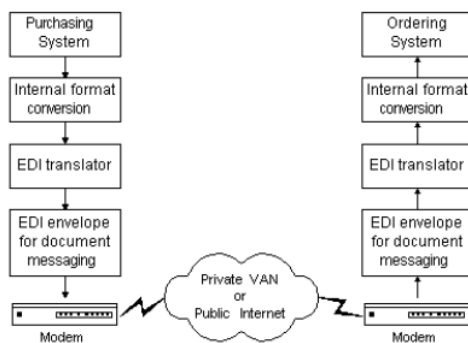 Purchasing
System
Internal format
conversion
EDI translator
EDI envelope
for document
messaging
Modem
Private VAN
or
Public Internet
Ordering
System
Internal format
conversion
EDI translator
EDI envelope
for document
messaging
Modem